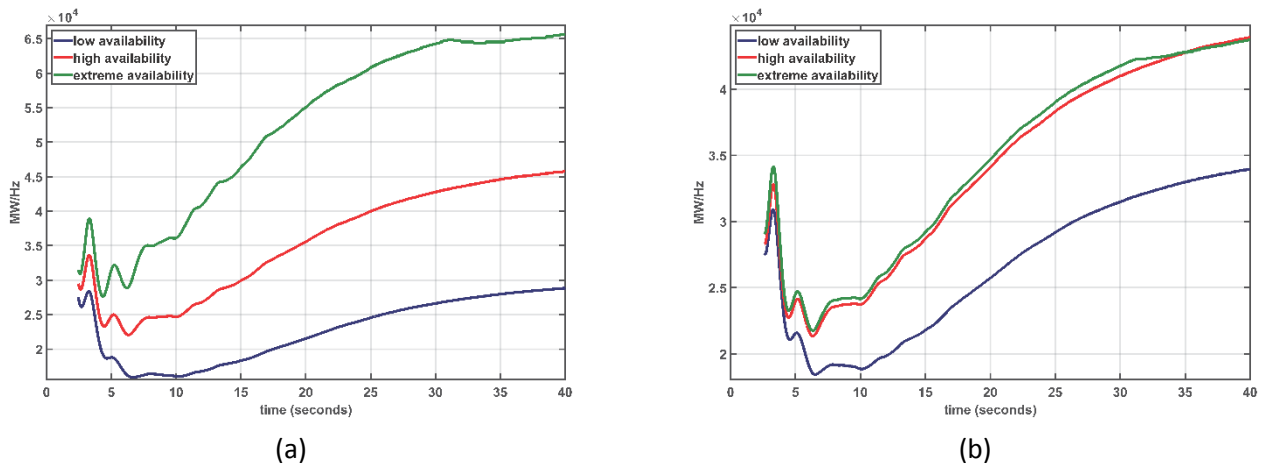 ×10⁴
low availability
high availability
extreme availability
6.5
6
5.5
5
4.5
4
3.5
3
2.5
2
MW/Hz
0 5 10 15 20 25 30 35 40
time (seconds)
(a)
×10⁴
low availability
high availability
extreme availability
4
3.5
3
2.5
2
MW/Hz
0 5 10 15 20 25 30 35 40
time (seconds)
(b)